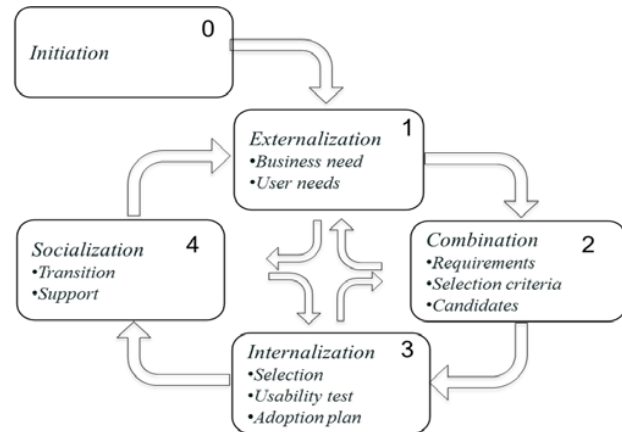 0
Initiation
Externalization 1
•Business need
•User needs
Socialization 4
•Transition
•Support
Combination 2
•Requirements
•Selection criteria
•Candidates
Internalization 3
•Selection
•Usability test
•Adoption plan